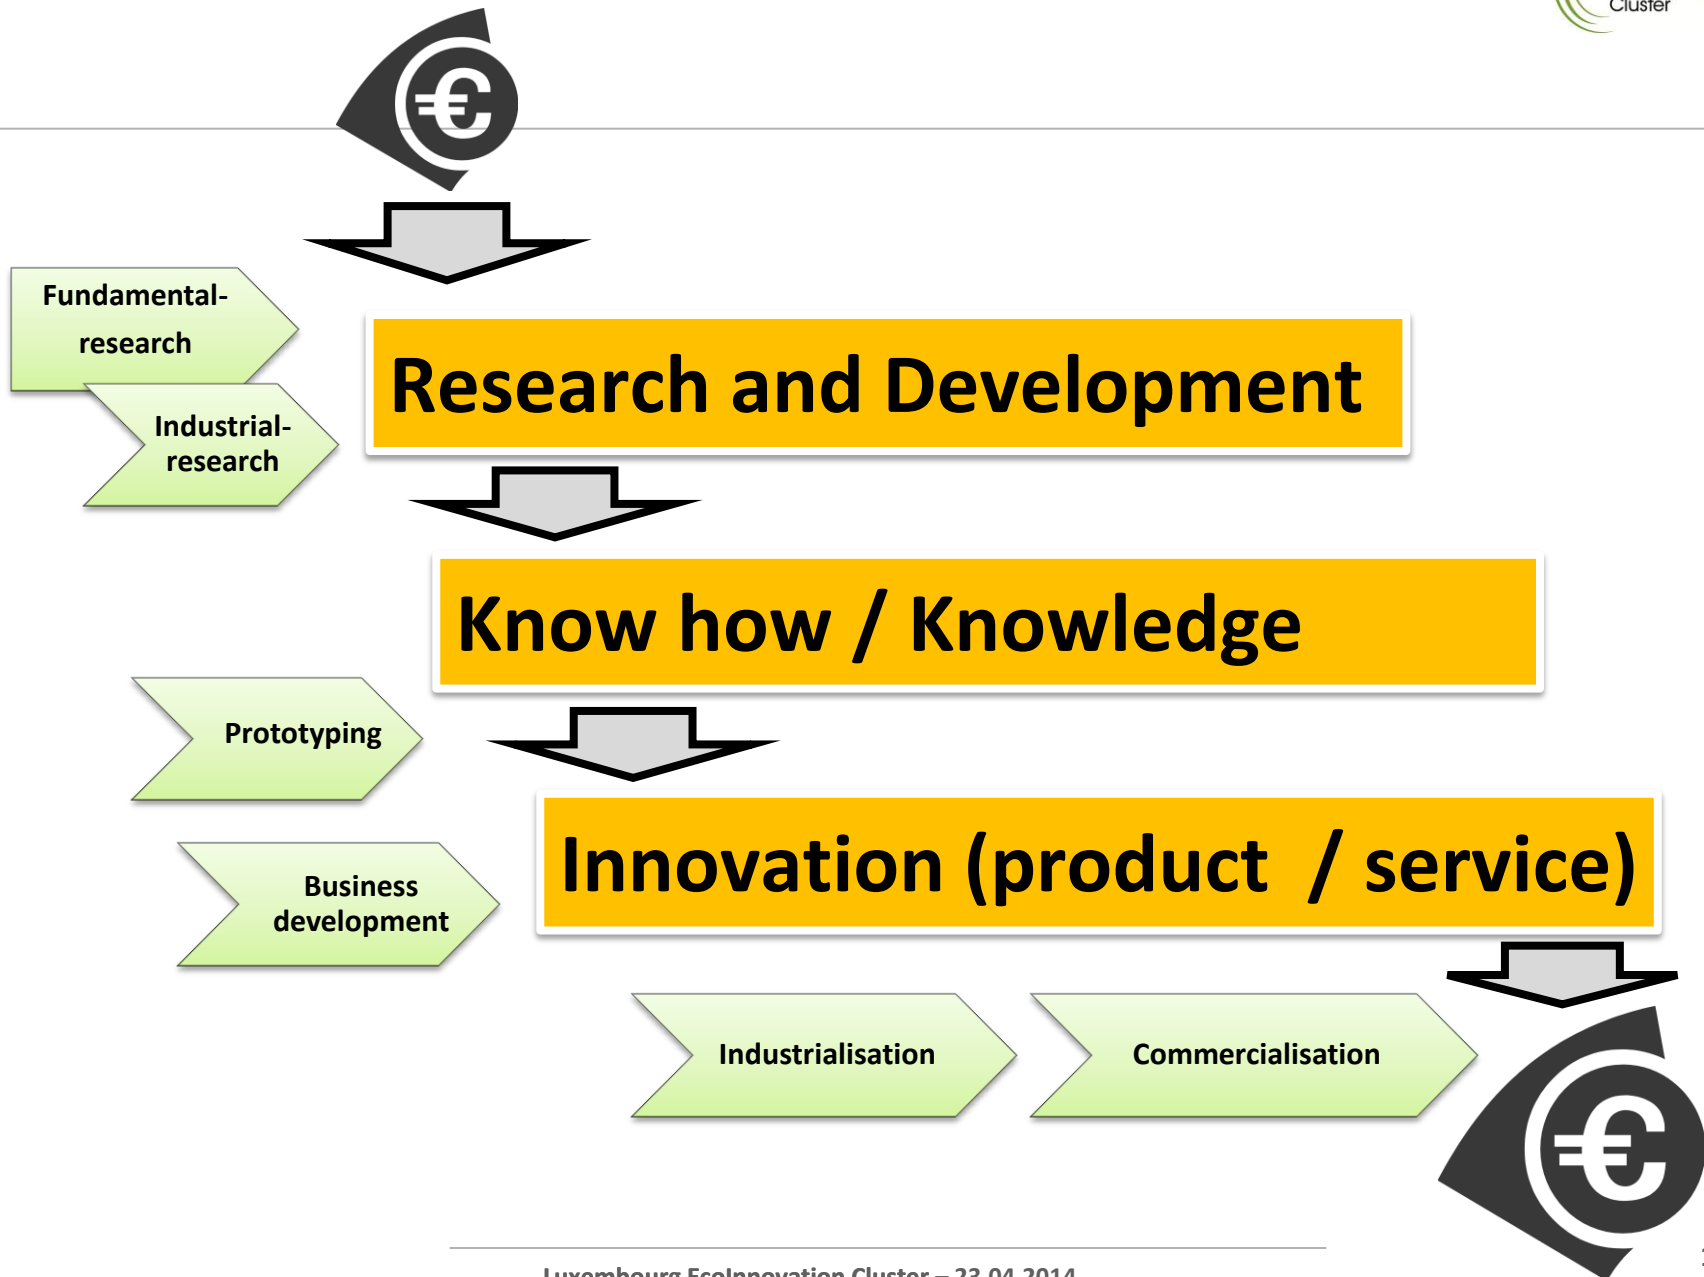 Cluster
€
Fundamental-
research
Industrial-
research
Research and Development
Know how / Knowledge
Prototyping
Innovation (product  / service)
Business
development
Industrialisation
Commercialisation
€
Luxembourg EcoInnovation Cluster – 23.04.2014